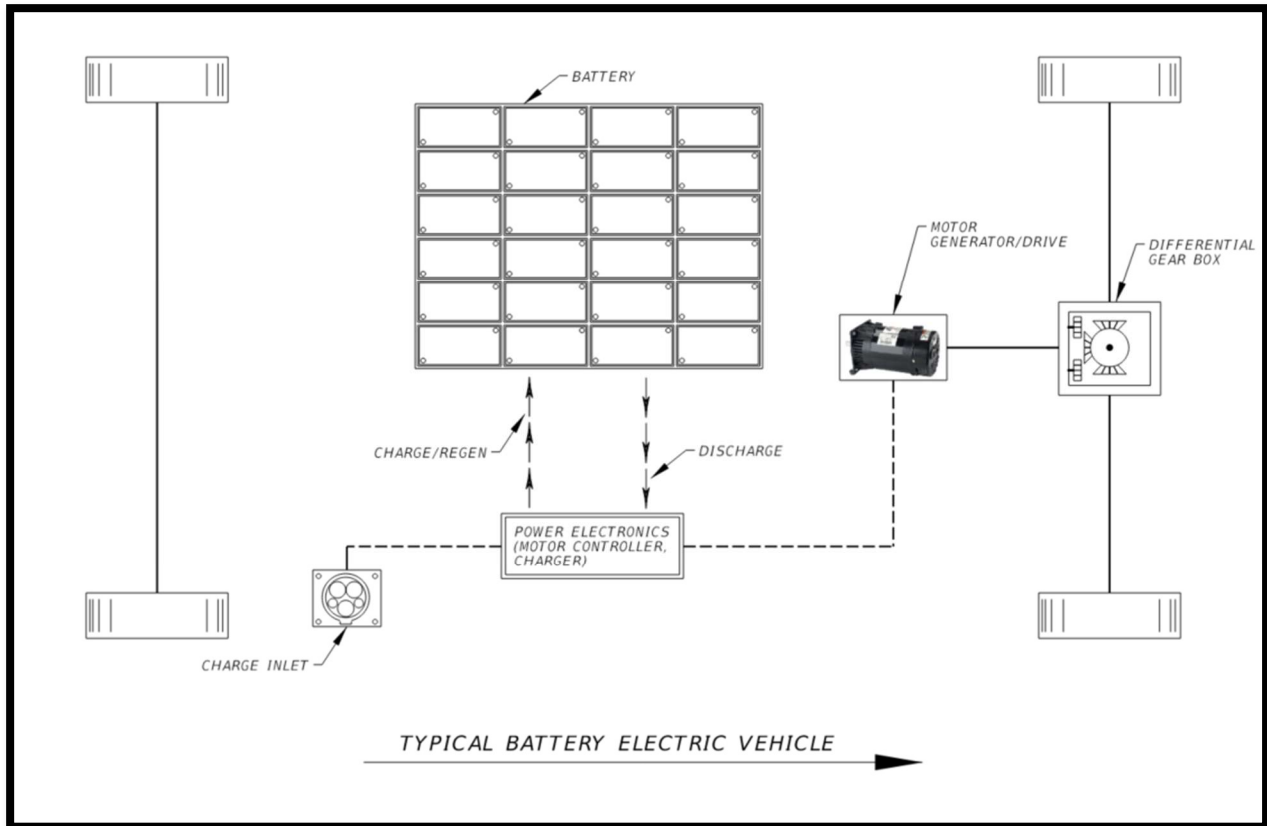 BATTERY
MOTOR
GENERATOR/DRIVE
DIFFERENTIAL
GEAR BOX
CHARGE/REGEN
DISCHARGE
POWER ELECTRONICS
(MOTOR CONTROLLER,
CHARGER)
CHARGE INLET
TYPICAL BATTERY ELECTRIC VEHICLE